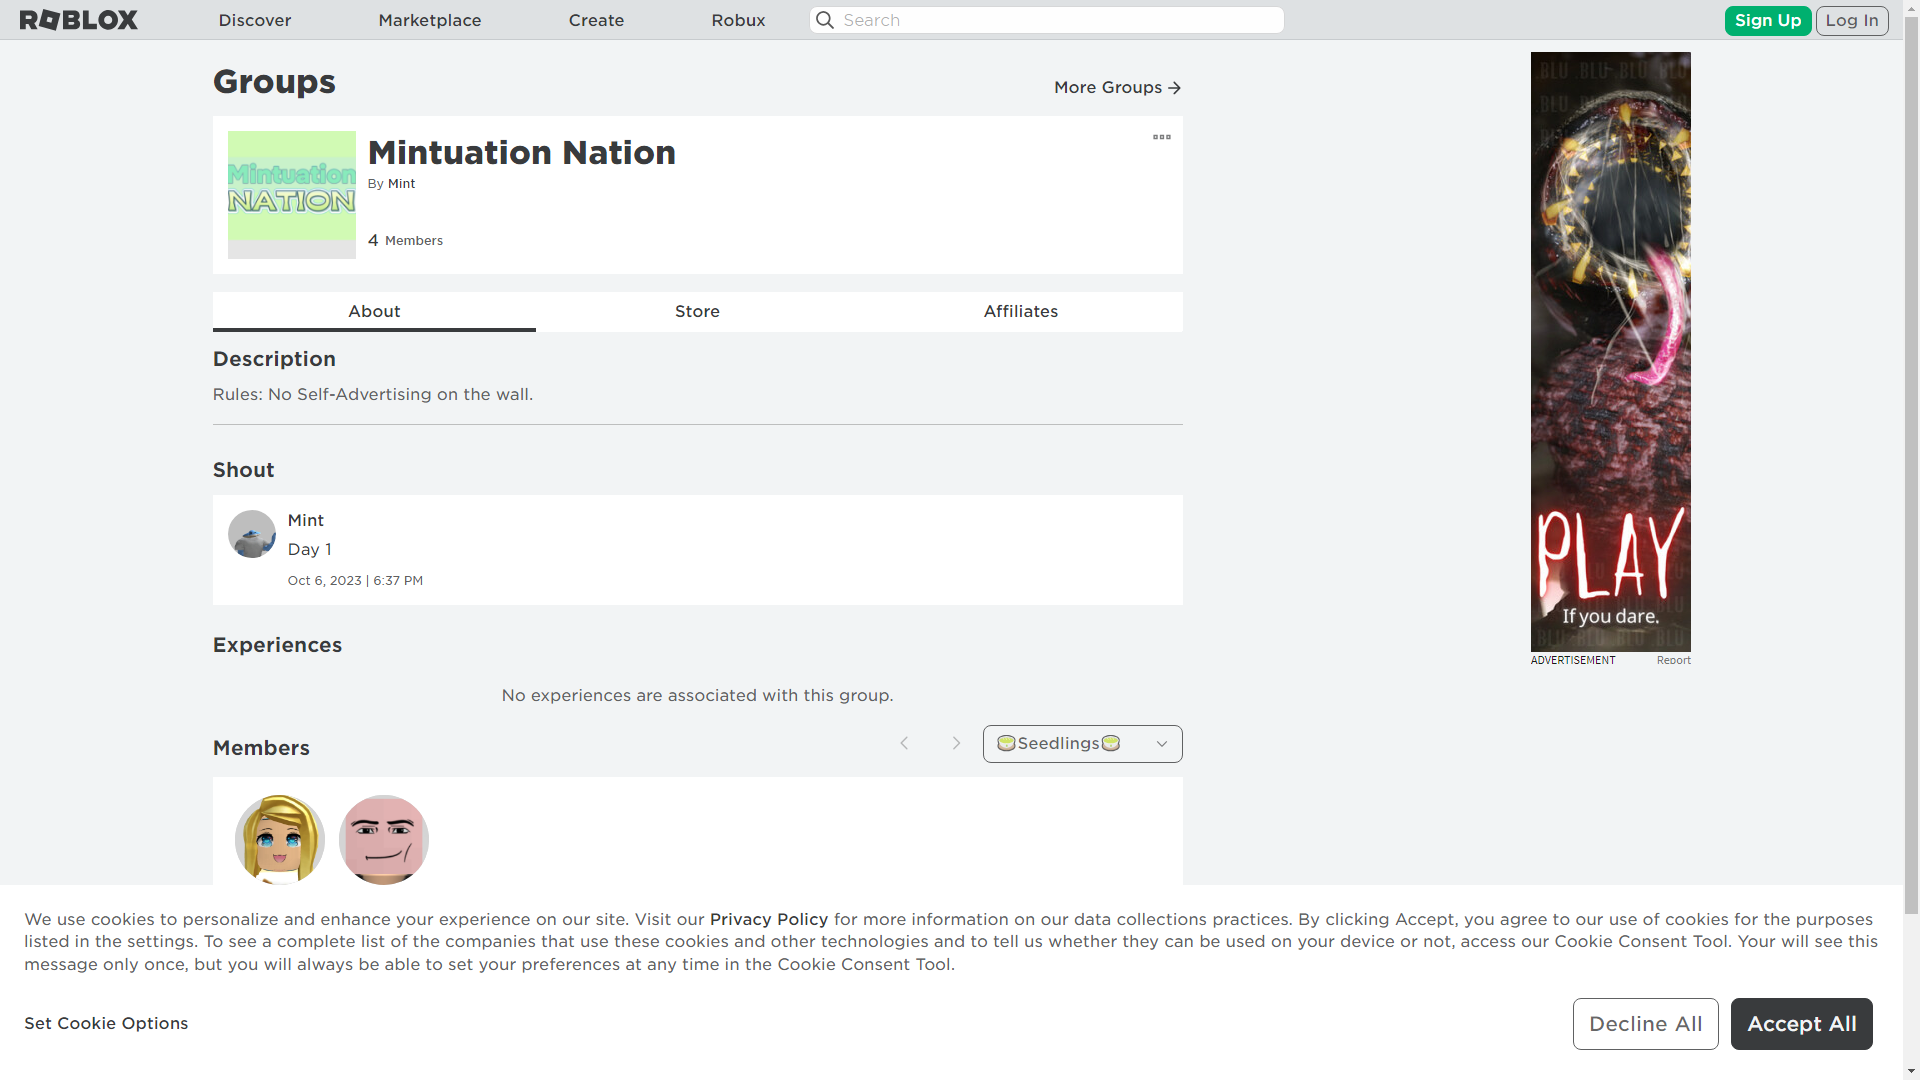 ROBLOX
Discover
Marketplace
Create
Robux
Search
Sign Up
Log In
Groups
More Groups
Mintuation
NATION
Mintuation Nation
By Mint
4 Members
About
Store
Affiliates
Description
Rules: No Self-Advertising on the wall.
Shout
Mint
Day 1
Oct 6, 2023 | 6:37 PM
Experiences
No experiences are associated with this group.
Members
🍵Seedlings🍵
PLAY
If you dare.
ADVERTISEMENT
Report
We use cookies to personalize and enhance your experience on our site. Visit our Privacy Policy for more information on our data collections practices. By clicking Accept, you agree to our use of cookies for the purposes
listed in the settings. To see a complete list of the companies that use these cookies and other technologies and to tell us whether they can be used on your device or not, access our Cookie Consent Tool. Your will see this
message only once, but you will always be able to set your preferences at any time in the Cookie Consent Tool.
Set Cookie Options
Decline All
Accept All